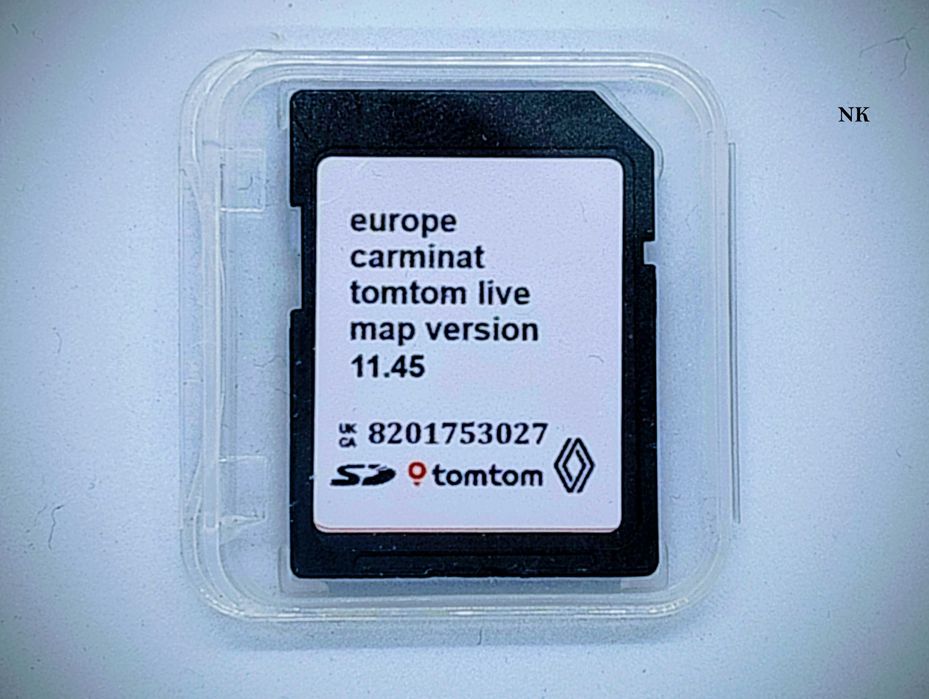 NK
europe
carminat
tomtom live
map version
11.45
UK
CA 8201753027
SD tomtom